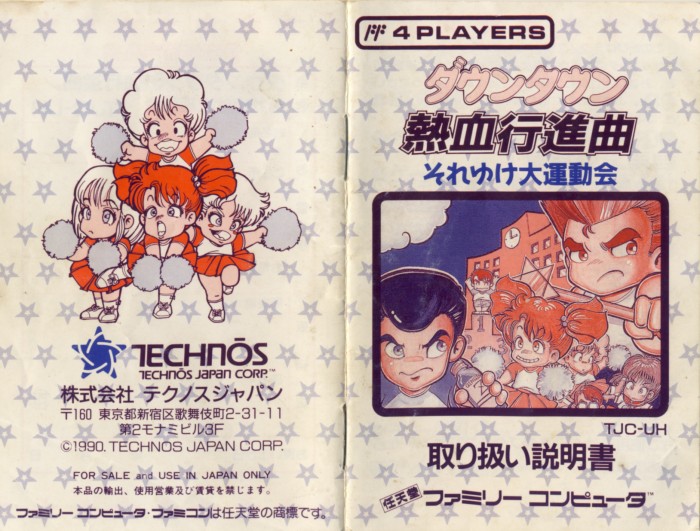 4 PLAYERS
ダウンタウン
熱血行進曲
それゆけ大運動会
TJC-UH
取り扱い説明書
任天堂 ファミリー コンピュータ™
TECHNŌS
TECHNŌS JAPAN CORP.™
株式会社 テクノスジャパン
〒160 東京都新宿区歌舞伎町2-31-11
第2モナミビル3F
©1990. TECHNOS JAPAN CORP.
FOR SALE and USE IN JAPAN ONLY
本品の輸出、使用営業及び賃貸を禁じます。
ファミリー コンピュータ・ファミコンは任天堂の商標です。